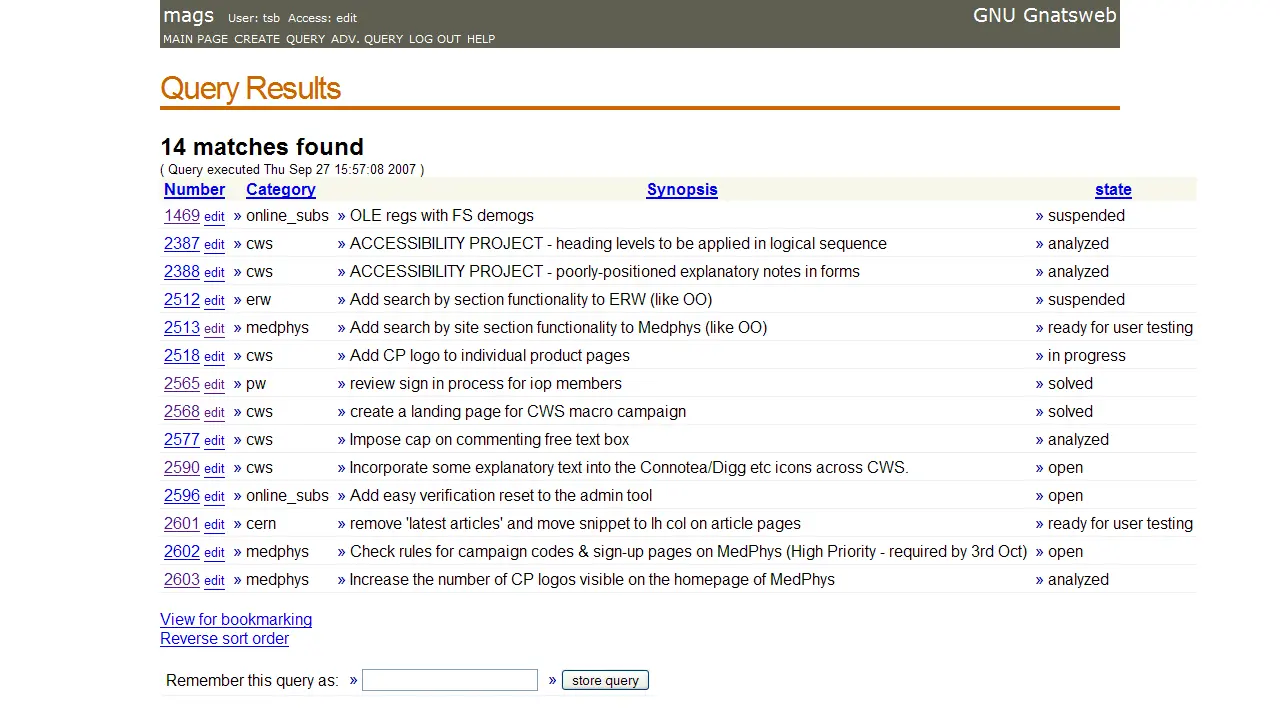 mags User: tsb Access: edit GNU Gnatsweb
MAIN PAGE CREATE QUERY ADV. QUERY LOG OUT HELP
Query Results
14 matches found
( Query executed Thu Sep 27 15:57:08 2007 )
Number Category Synopsis state
1469 edit » online_subs » OLE regs with FS demogs » suspended
2387 edit » cws » ACCESSIBILITY PROJECT - heading levels to be applied in logical sequence » analyzed
2388 edit » cws » ACCESSIBILITY PROJECT - poorly-positioned explanatory notes in forms » analyzed
2512 edit » erw » Add search by section functionality to ERW (like OO) » suspended
2513 edit » medphys » Add search by site section functionality to Medphys (like OO) » ready for user testing
2518 edit » cws » Add CP logo to individual product pages » in progress
2565 edit » pw » review sign in process for iop members » solved
2568 edit » cws » create a landing page for CWS macro campaign » solved
2577 edit » cws » Impose cap on commenting free text box » analyzed
2590 edit » cws » Incorporate some explanatory text into the Connotea/Digg etc icons across CWS. » open
2596 edit » online_subs » Add easy verification reset to the admin tool » open
2601 edit » cern » remove 'latest articles' and move snippet to lh col on article pages » ready for user testing
2602 edit » medphys » Check rules for campaign codes & sign-up pages on MedPhys (High Priority - required by 3rd Oct) » open
2603 edit » medphys » Increase the number of CP logos visible on the homepage of MedPhys » analyzed
View for bookmarking
Reverse sort order
Remember this query as: » » store query